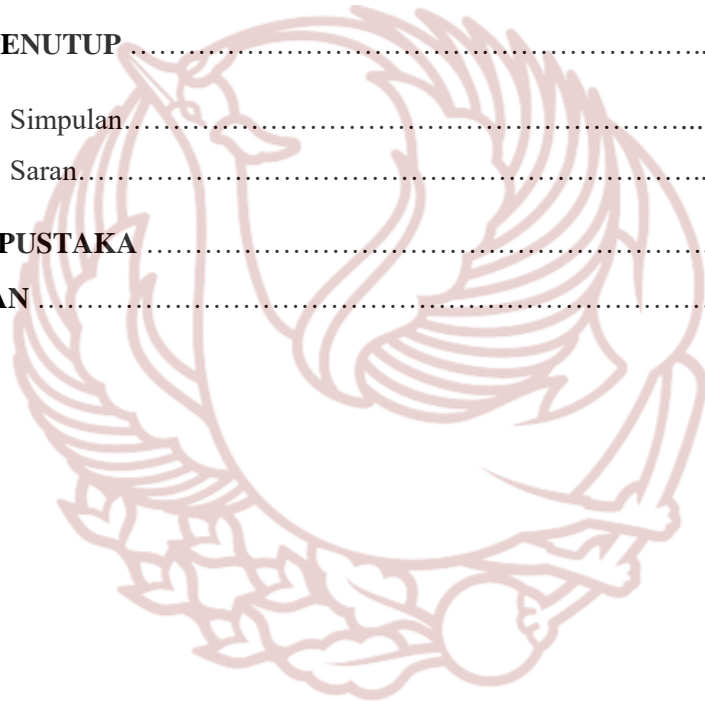 ENUTUP ……………………………………………………….…..
Simpulan…………………………………………………………...
Saran………………………………………………………………..
PUSTAKA …………………………………………………………….
AN ……………………………………………………………………….